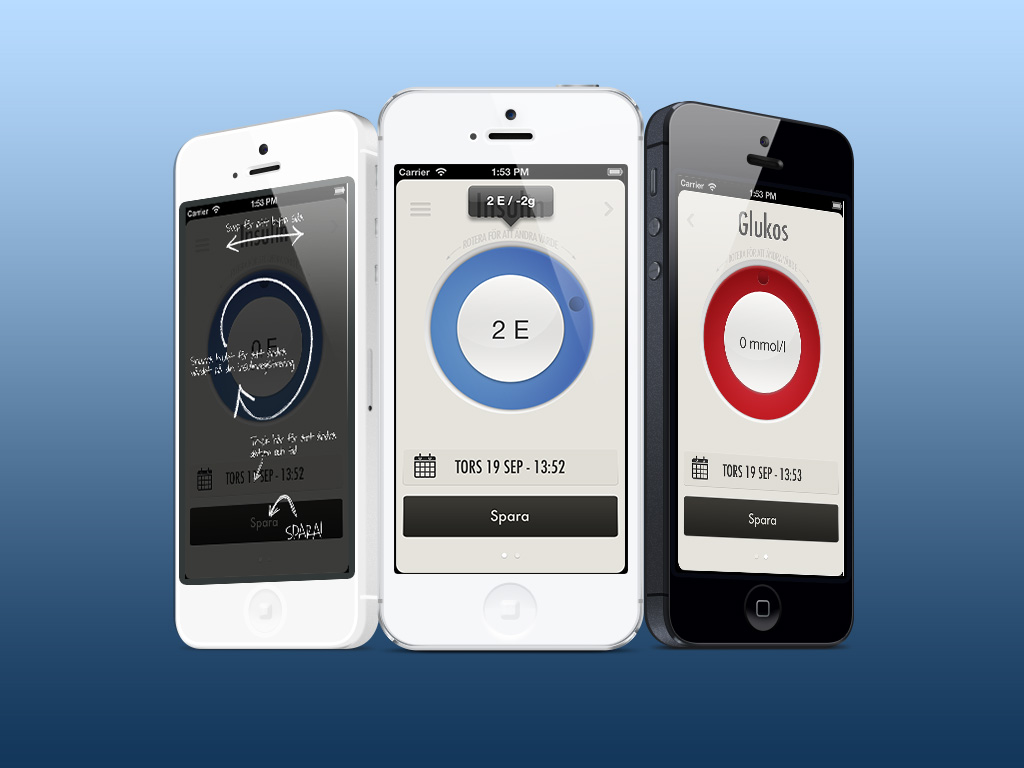 Carrier 1:53 PM
Svep för att byta sida
Insulin
0 E
Snurra hjulet för att ändra
värdet på din insulinregistrering
Tryck här för att ändra
datum och tid
TORS 19 SEP - 13:52
Spara
SPARA!
Carrier 1:53 PM
2 E / -2g
Insulin
ROTERA FÖR ATT ÄNDRA VÄRDE
2 E
TORS 19 SEP - 13:52
Spara
Carrier 1:53 PM
Glukos
ROTERA FÖR ATT ÄNDRA VÄRDE
0 mmol/l
TORS 19 SEP - 13:53
Spara